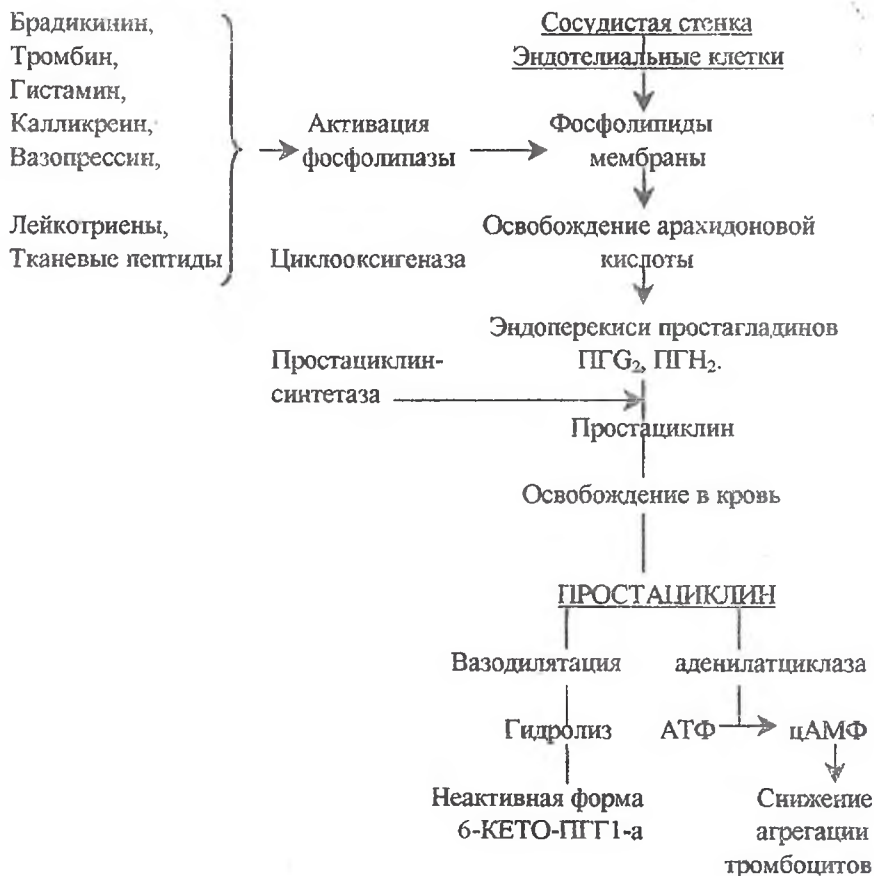 Брадикинин,
Тромбин,
Гистамин,
Калликреин,
Вазопрессин,
Лейкотриены,
Тканевые пептиды
Активация
фосфолипазы
Циклооксигеназа
Простациклин-
синтетаза
Сосудистая стенка
Эндотелиальные клетки
Фосфолипиды
мембраны
Освобождение арахидоновой
кислоты
Эндоперекиси простагладинов
ПГG₂, ПГН₂.
Простациклин
Освобождение в кровь
ПРОСТАЦИКЛИН
Вазодилятация
Гидролиз
Неактивная форма
6-КЕТО-ПГГ1-а
аденилатциклаза
АТФ
цАМФ
Снижение
агрегации
тромбоцитов